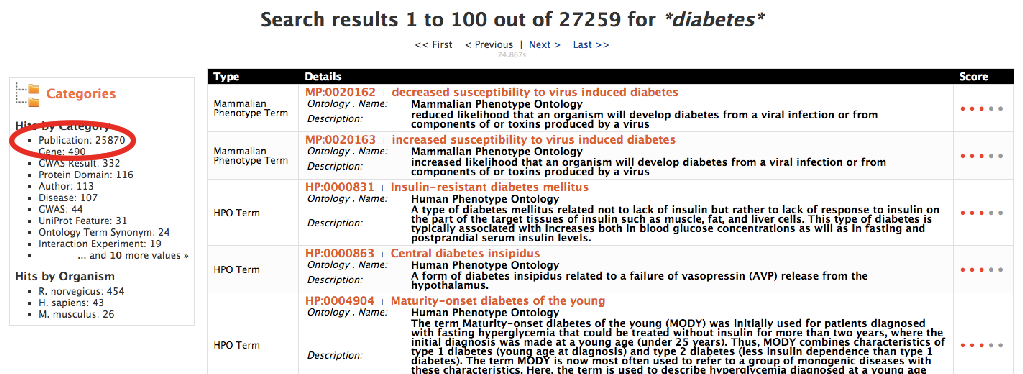 Search results 1 to 100 out of 27259 for *diabetes*
<< First < Previous | Next > Last >>
24.867s
Categories
Hits by Category
Publication: 25870
Gene: 490
GWAS Result: 332
Protein Domain: 116
Author: 113
Disease: 107
GWAS: 44
UniProt Feature: 31
Ontology Term Synonym: 24
Interaction Experiment: 19
... and 10 more values »
Hits by Organism
R. norvegicus: 454
H. sapiens: 43
M. musculus: 26
Type Details Score
Mammalian
Phenotype Term
MP:0020162 decreased susceptibility to virus induced diabetes
Ontology . Name: Mammalian Phenotype Ontology
Description: reduced likelihood that an organism will develop diabetes from a viral infection or from
components of or toxins produced by a virus
Mammalian
Phenotype Term
MP:0020163 increased susceptibility to virus induced diabetes
Ontology . Name: Mammalian Phenotype Ontology
Description: increased likelihood that an organism will develop diabetes from a viral infection or from
components of or toxins produced by a virus
HPO Term
HP:0000831 | Insulin-resistant diabetes mellitus
Ontology . Name: Human Phenotype Ontology
Description: A type of diabetes mellitus related not to lack of insulin but rather to lack of response to insulin on
the part of the target tissues of insulin such as muscle, fat, and liver cells. This type of diabetes is
typically associated with increases both in blood glucose concentrations as will as in fasting and
postprandial serum insulin levels.
HPO Term
HP:0000863 | Central diabetes insipidus
Ontology . Name: Human Phenotype Ontology
Description: A form of diabetes insipidus related to a failure of vasopressin (AVP) release from the
hypothalamus.
HPO Term
HP:0004904 | Maturity-onset diabetes of the young
Ontology . Name: Human Phenotype Ontology
Description: The term Maturity-onset diabetes of the young (MODY) was initially used for patients diagnosed
with fasting hyperglycemia that could be treated without insulin for more than two years, where the
initial diagnosis was made at a young age (under 25 years). Thus, MODY combines characteristics of
type 1 diabetes (young age at diagnosis) and type 2 diabetes (less insulin dependence than type 1
diabetes). The term MODY is now most often used to refer to a group of monogenic diseases with
these characteristics. Here, the term is used to describe hyperglycemia diagnosed at a young age